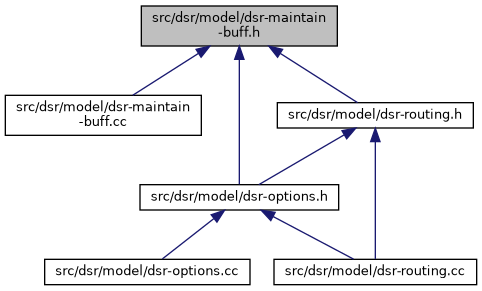 src/dsr/model/dsr-maintain
-buff.h
src/dsr/model/dsr-maintain
-buff.cc
src/dsr/model/dsr-routing.h
src/dsr/model/dsr-options.h
src/dsr/model/dsr-options.cc
src/dsr/model/dsr-routing.cc